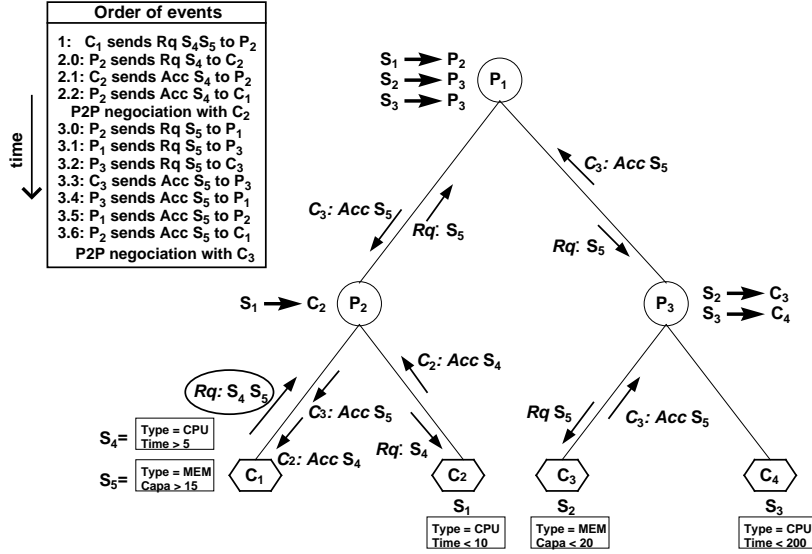 Order of events
1: C₁ sends Rq S₄S₅ to P₂
2.0: P₂ sends Rq S₄ to C₂
2.1: C₂ sends Acc S₄ to P₂
2.2: P₂ sends Acc S₄ to C₁
P2P negociation with C₂
3.0: P₂ sends Rq S₅ to P₁
3.1: P₁ sends Rq S₅ to P₃
3.2: P₃ sends Rq S₅ to C₃
3.3: C₃ sends Acc S₅ to P₃
3.4: P₃ sends Acc S₅ to P₁
3.5: P₁ sends Acc S₅ to P₂
3.6: P₂ sends Acc S₅ to C₁
P2P negociation with C₃
time
S₁ → P₂
S₂ → P₃
S₃ → P₃
P₁
C₃: Acc S₅
Rq: S₅
C₃: Acc S₅
Rq: S₅
S₁ → C₂
P₂
P₃
S₂ → C₃
S₃ → C₄
Rq: S₄ S₅
C₃: Acc S₅
C₂: Acc S₄
C₂: Acc S₄
Rq: S₄
Rq S₅
C₃: Acc S₅
S₄=
Type = CPU
Time > 5
S₅=
Type = MEM
Capa > 15
C₁
C₂
C₃
C₄
S₁
Type = CPU
Time < 10
S₂
Type = MEM
Capa < 20
S₃
Type = CPU
Time < 200